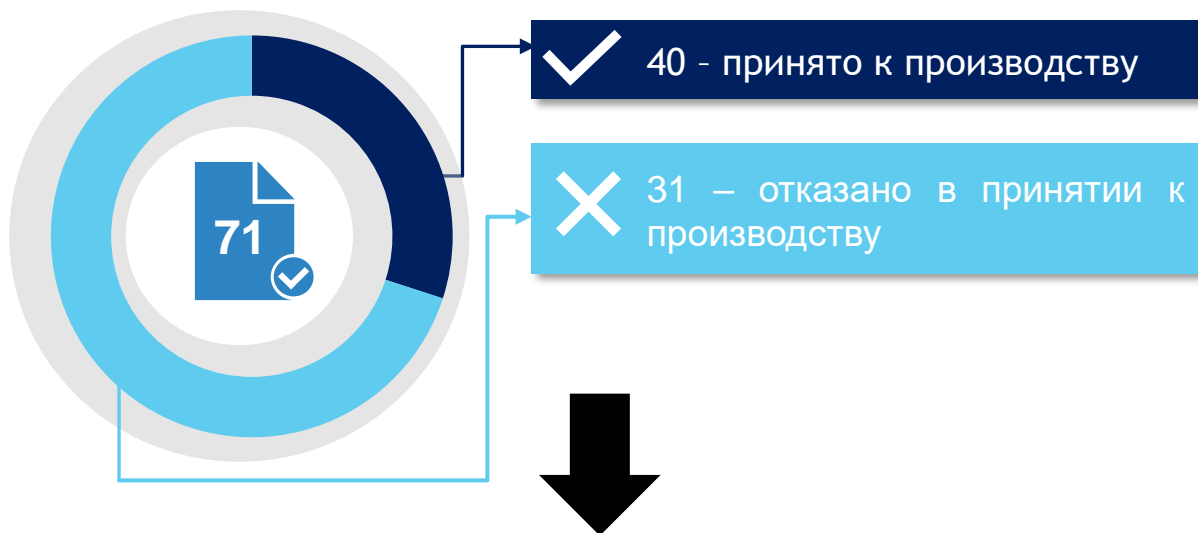 40 - принято к производству
31 – отказано в принятии к
производству
71